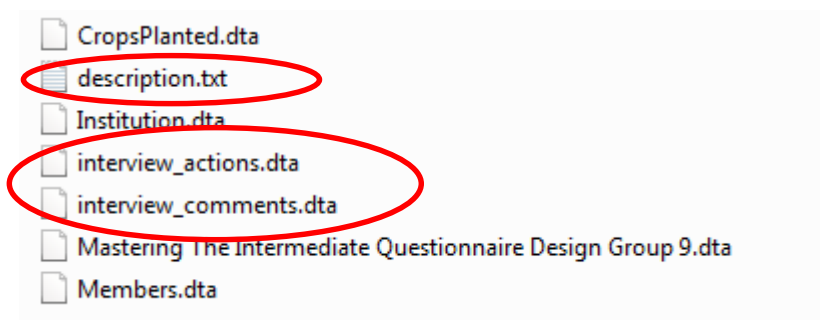 CropsPlanted.dta
description.txt
Institution.dta
interview_actions.dta
interview_comments.dta
Mastering The Intermediate Questionnaire Design Group 9.dta
Members.dta